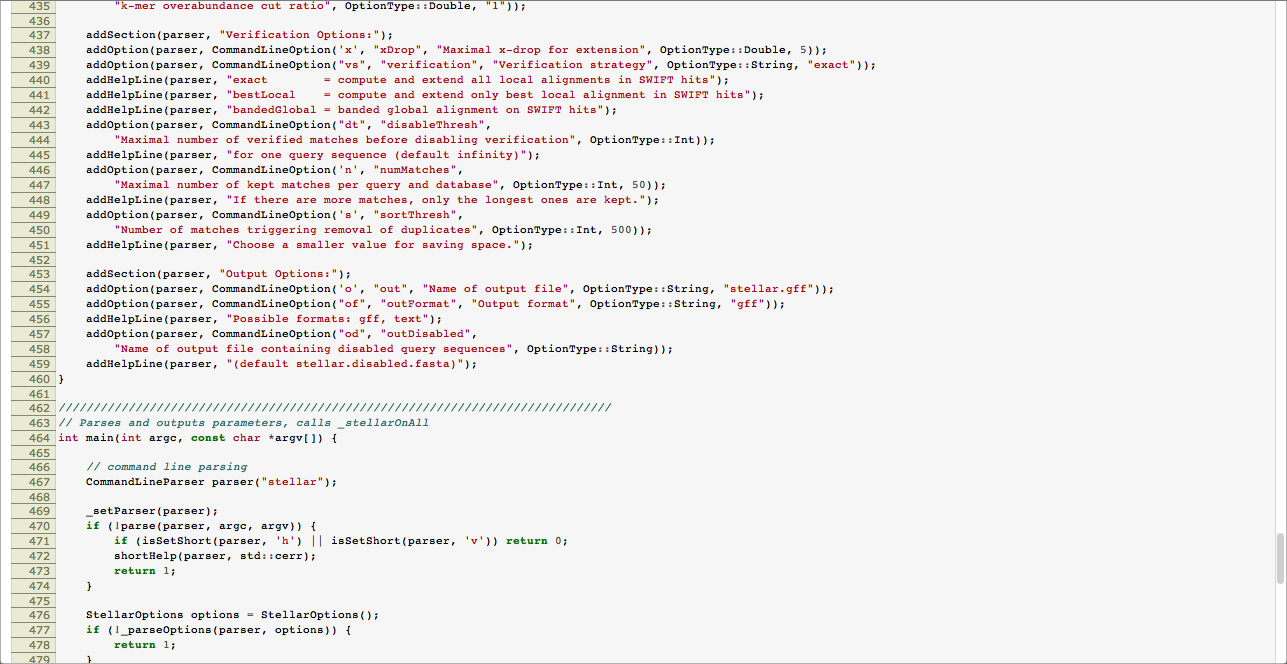 435 "k-mer overabundance cut ratio", OptionType::Double, "1"));
436
437 addSection(parser, "Verification Options:");
438 addOption(parser, CommandLineOption('x', "xDrop", "Maximal x-drop for extension", OptionType::Double, 5));
439 addOption(parser, CommandLineOption("vs", "verification", "Verification strategy", OptionType::String, "exact"));
440 addHelpLine(parser, "exact        = compute and extend all local alignments in SWIFT hits");
441 addHelpLine(parser, "bestLocal    = compute and extend only best local alignment in SWIFT hits");
442 addHelpLine(parser, "bandedGlobal = banded global alignment on SWIFT hits");
443 addOption(parser, CommandLineOption("dt", "disableThresh",
444 "Maximal number of verified matches before disabling verification", OptionType::Int));
445 addHelpLine(parser, "for one query sequence (default infinity)");
446 addOption(parser, CommandLineOption('n', "numMatches",
447 "Maximal number of kept matches per query and database", OptionType::Int, 50));
448 addHelpLine(parser, "If there are more matches, only the longest ones are kept.");
449 addOption(parser, CommandLineOption('s', "sortThresh",
450 "Number of matches triggering removal of duplicates", OptionType::Int, 500));
451 addHelpLine(parser, "Choose a smaller value for saving space.");
452
453 addSection(parser, "Output Options:");
454 addOption(parser, CommandLineOption('o', "out", "Name of output file", OptionType::String, "stellar.gff"));
455 addOption(parser, CommandLineOption("of", "outFormat", "Output format", OptionType::String, "gff"));
456 addHelpLine(parser, "Possible formats: gff, text");
457 addOption(parser, CommandLineOption("od", "outDisabled",
458 "Name of output file containing disabled query sequences", OptionType::String));
459 addHelpLine(parser, "(default stellar.disabled.fasta)");
460 }
461
462 ///////////////////////////////////////////////////////////////////////////////
463 // Parses and outputs parameters, calls _stellarOnAll
464 int main(int argc, const char *argv[]) {
465
466 // command line parsing
467 CommandLineParser parser("stellar");
468
469 _setParser(parser);
470 if (!parse(parser, argc, argv)) {
471 if (isSetShort(parser, 'h') || isSetShort(parser, 'v')) return 0;
472 shortHelp(parser, std::cerr);
473 return 1;
474 }
475
476 StellarOptions options = StellarOptions();
477 if (!_parseOptions(parser, options)) {
478 return 1;
479 }